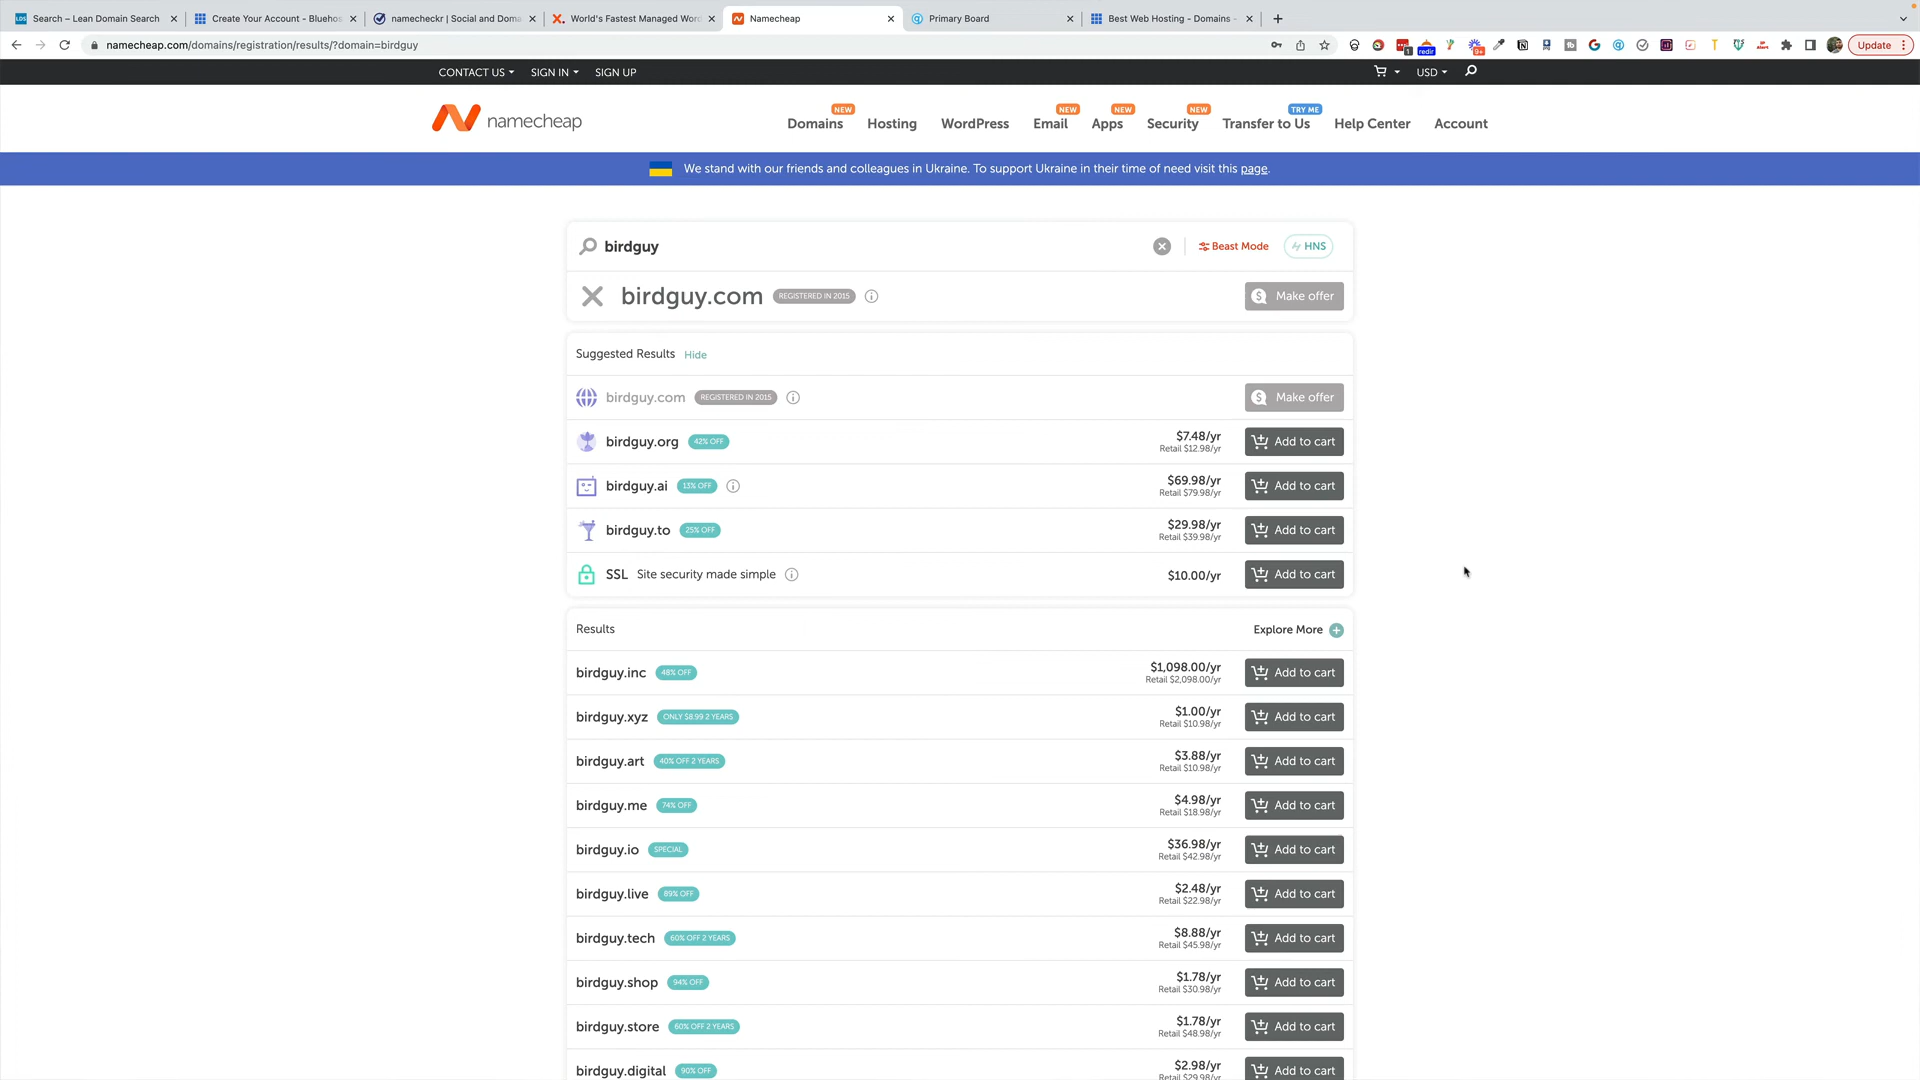 Search – Lean Domain Search
Create Your Account - Bluehos
namecheckr | Social and Doma
World's Fastest Managed Wor
Namecheap
Primary Board
Best Web Hosting - Domains -
namecheap.com/domains/registration/results/?domain=birdguy
Update
CONTACT US
SIGN IN
SIGN UP
USD
namecheap
Domains NEW
Hosting
WordPress
Email NEW
Apps NEW
Security NEW
Transfer to Us TRY ME
Help Center
Account
We stand with our friends and colleagues in Ukraine. To support Ukraine in their time of need visit this page.
birdguy
Beast Mode
HNS
birdguy.com REGISTERED IN 2015 Make offer
Suggested Results Hide
birdguy.com REGISTERED IN 2015 Make offer
birdguy.org 42% OFF $7.48/yr Add to cart
Retail $12.98/yr
birdguy.ai 13% OFF $69.98/yr Add to cart
Retail $79.98/yr
birdguy.to 25% OFF $29.98/yr Add to cart
Retail $39.98/yr
SSL Site security made simple $10.00/yr Add to cart
Results Explore More
birdguy.inc 48% OFF $1,098.00/yr Add to cart
Retail $2,098.00/yr
birdguy.xyz ONLY $8.99 2 YEARS $1.00/yr Add to cart
Retail $10.98/yr
birdguy.art 40% OFF 2 YEARS $3.88/yr Add to cart
Retail $10.98/yr
birdguy.me 74% OFF $4.98/yr Add to cart
Retail $18.98/yr
birdguy.io SPECIAL $36.98/yr Add to cart
Retail $42.98/yr
birdguy.live 89% OFF $2.48/yr Add to cart
Retail $22.98/yr
birdguy.tech 60% OFF 2 YEARS $8.88/yr Add to cart
Retail $45.98/yr
birdguy.shop 94% OFF $1.78/yr Add to cart
Retail $30.98/yr
birdguy.store 60% OFF 2 YEARS $1.78/yr Add to cart
Retail $48.98/yr
birdguy.digital 90% OFF $2.98/yr Add to cart
Retail $29.98/yr